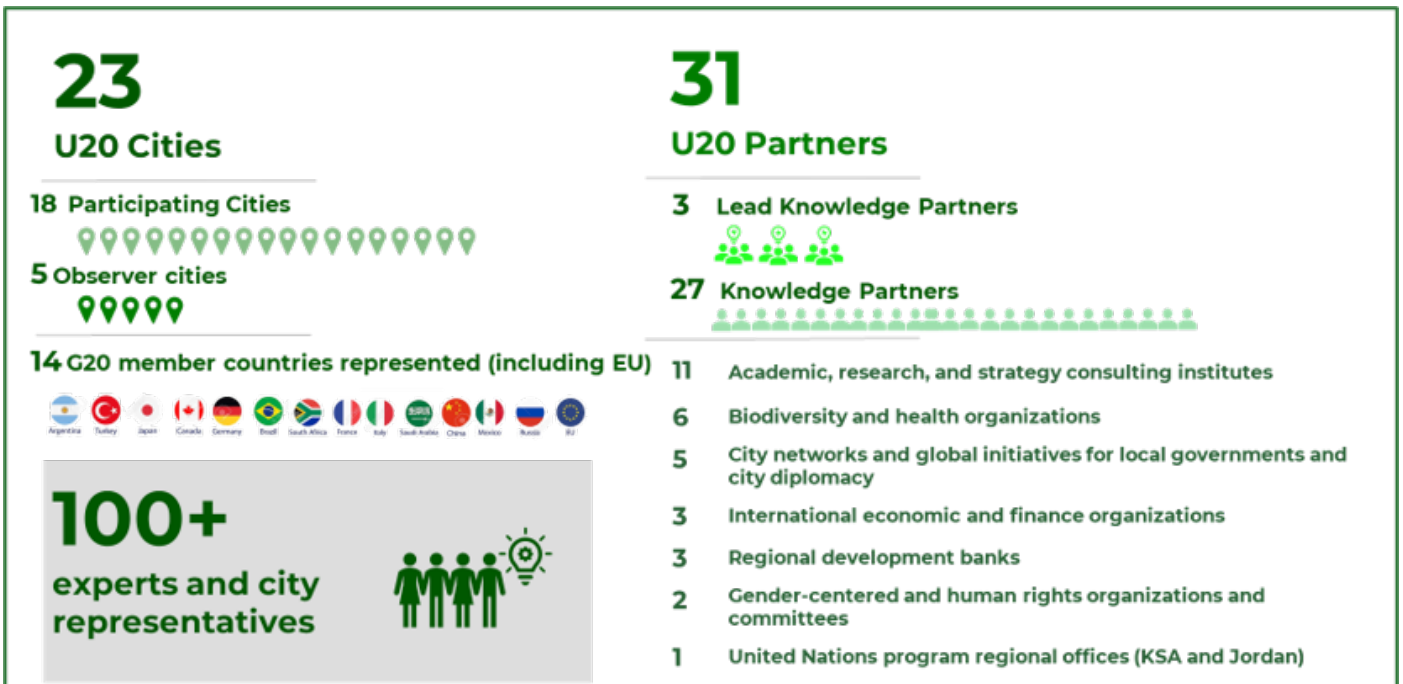 23
U20 Cities
18 Participating Cities
5 Observer cities
14 G20 member countries represented (including EU)
Argentina Turkey Japan Canada Germany Brazil South Africa France Italy Saudi Arabia China Mexico Russia EU
100+
experts and city
representatives
31
U20 Partners
3 Lead Knowledge Partners
27 Knowledge Partners
11 Academic, research, and strategy consulting institutes
6 Biodiversity and health organizations
5 City networks and global initiatives for local governments and
city diplomacy
3 International economic and finance organizations
3 Regional development banks
2 Gender-centered and human rights organizations and
committees
1 United Nations program regional offices (KSA and Jordan)